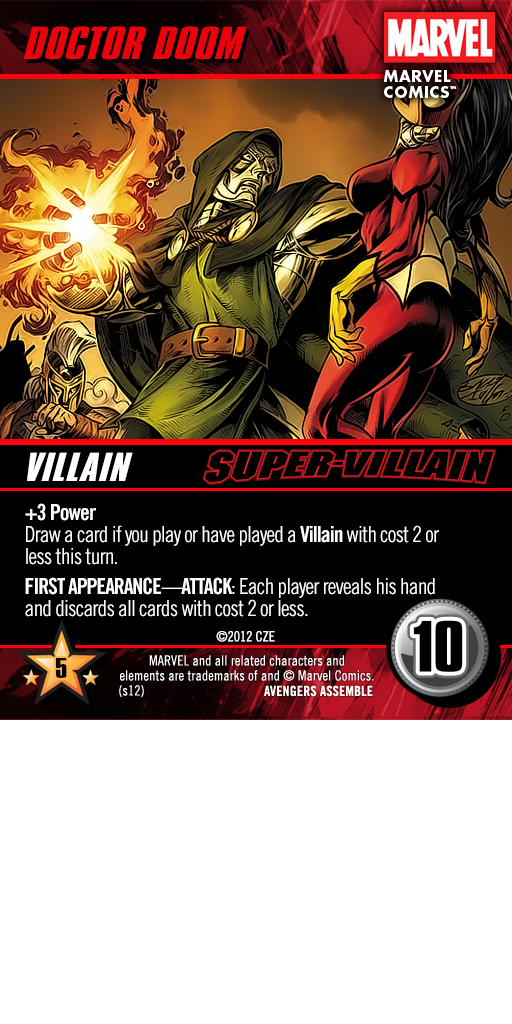 DOCTOR DOOM
MARVEL
MARVEL
COMICS™
VILLAIN
SUPER-VILLAIN
+3 Power
Draw a card if you play or have played a Villain with cost 2 or
less this turn.
FIRST APPEARANCE—ATTACK: Each player reveals his hand
and discards all cards with cost 2 or less.
©2012 CZE
10
5
MARVEL and all related characters and
elements are trademarks of and © Marvel Comics.
(s12)
AVENGERS ASSEMBLE